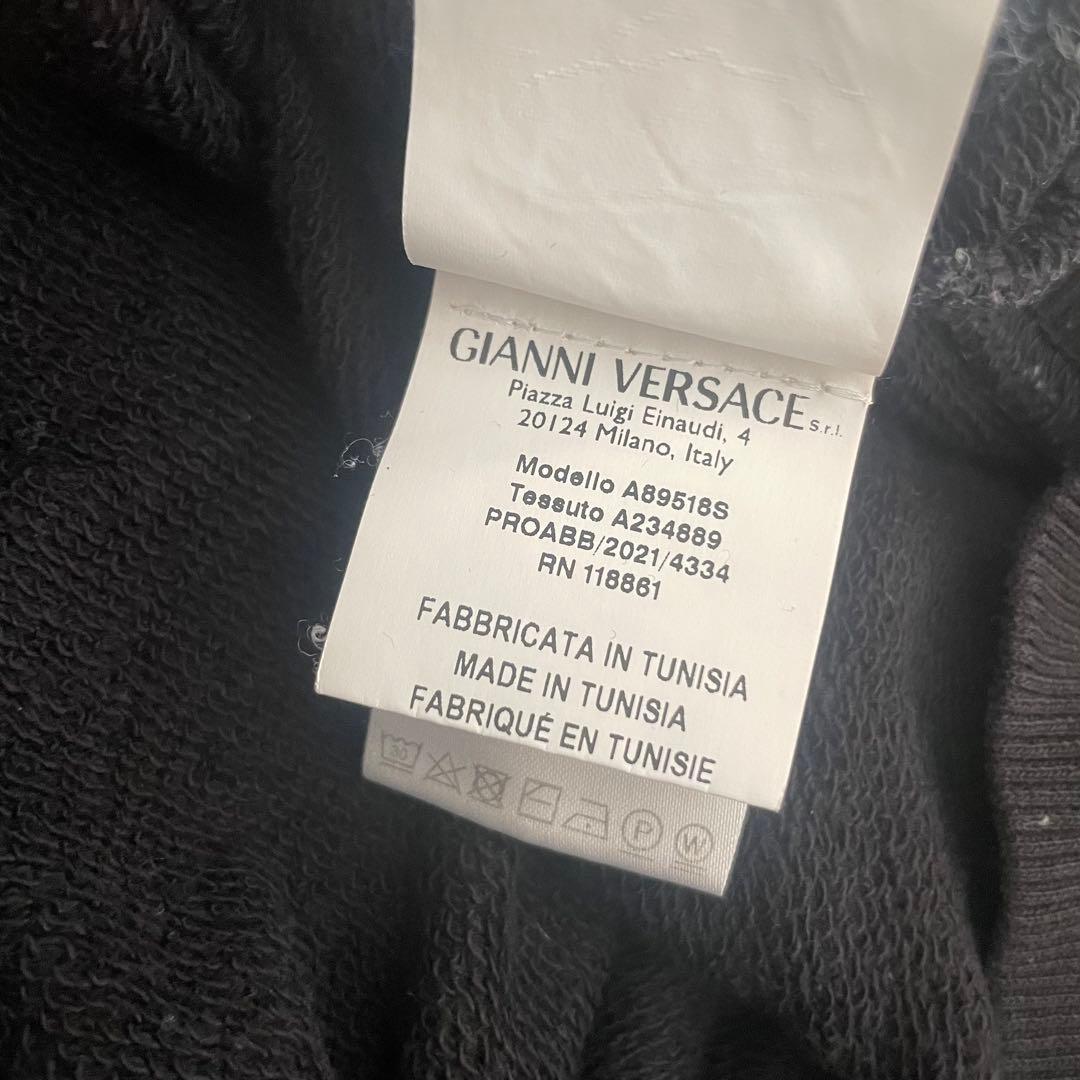 GIANNI VERSACE s.r.l.
Piazza Luigi Einaudi, 4
20124 Milano, Italy
Modello A89518S
Tessuto A234889
PROABB/2021/4334
RN 118861
FABBRICATA IN TUNISIA
MADE IN TUNISIA
FABRIQUÉ EN TUNISIE
30
P
W